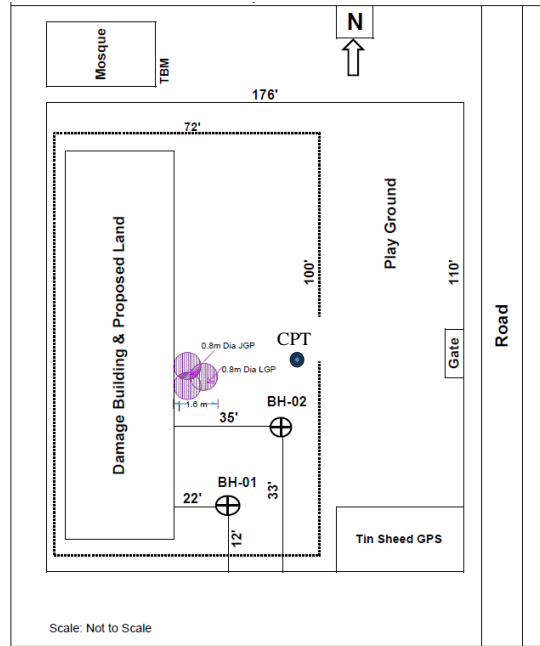 N
Mosque
TBM
176'
72'
Damage Building & Proposed Land
100'
Play Ground
110'
Road
0.8m Dia JGP
CPT
Gate
0.8m Dia LGP
1.6 m
BH-02
35'
33'
BH-01
22'
12'
Tin Sheed GPS
Scale: Not to Scale